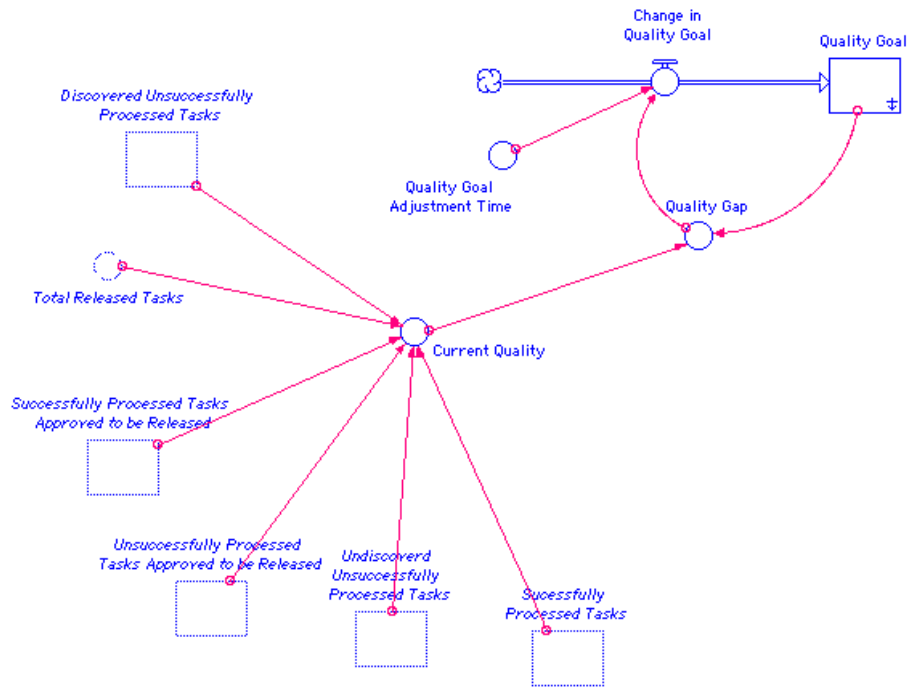 Change in
Quality Goal
Quality Goal
Discovered Unsuccessfully
Processed Tasks
Quality Goal
Adjustment Time
Quality Gap
Total Released Tasks
Current Quality
Successfully Processed Tasks
Approved to be Released
Unsuccessfully Processed
Tasks Approved to be Released
Undiscoverd
Unsuccessfully
Processed Tasks
Sucessfully
Processed Tasks